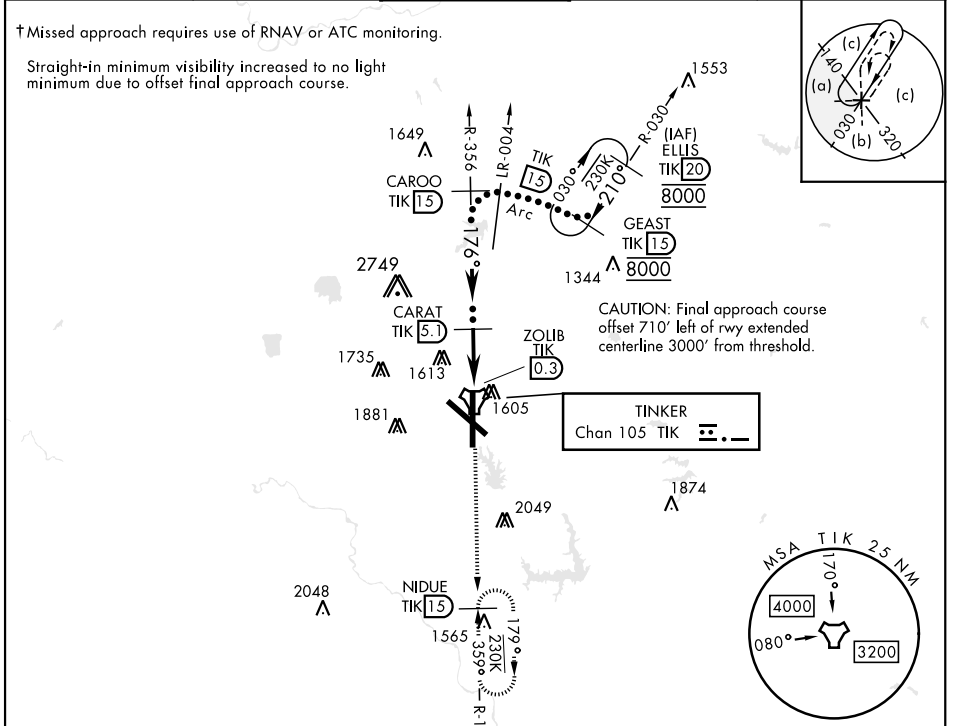 †Missed approach requires use of RNAV or ATC monitoring.
Straight-in minimum visibility increased to no light
minimum due to offset final approach course.
(c)
140
(a)
(c)
030
(b)
320
1553
R-030
(IAF)
ELLIS
TIK 20
8000
1649
R-356
LR-004
TIK
15
Arc
030°
230K
210°
CAROO
TIK 15
GEAST
TIK 15
8000
1344
176°
2749
CARAT
TIK 5.1
CAUTION: Final approach course
offset 710' left of rwy extended
centerline 3000' from threshold.
ZOLIB
TIK
0.3
1735
1613
1605
1881
TINKER
Chan 105 TIK
1874
2049
MSA TIK 25 NM
170°
4000
080°
3200
2048
NIDUE
TIK 15
1565
359°
230K
179°
R-1